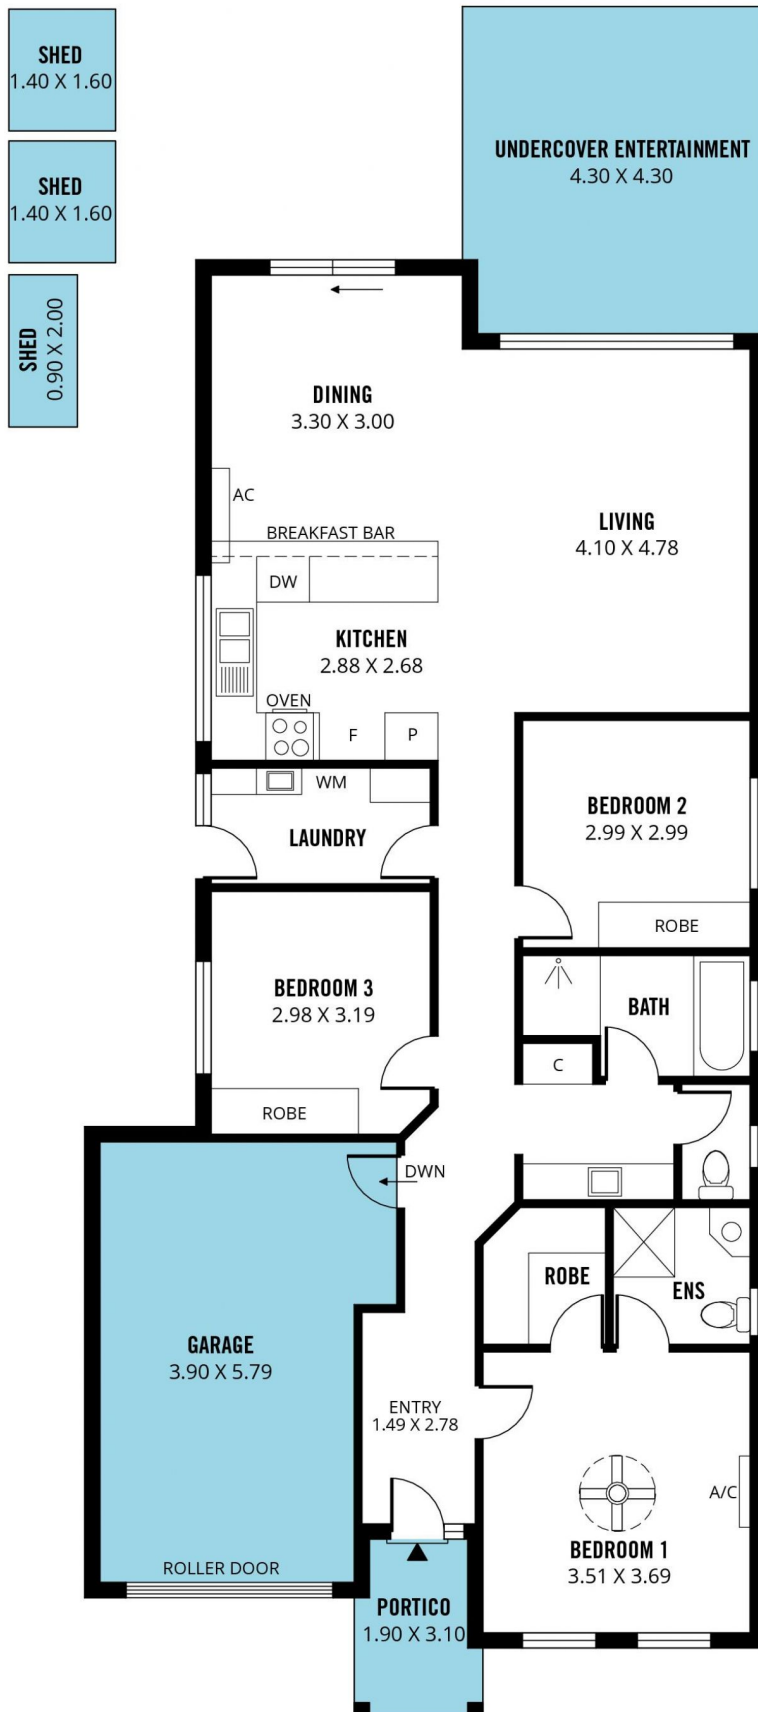 SHED
1.40 X 1.60
SHED
1.40 X 1.60
SHED
0.90 X 2.00
UNDERCOVER ENTERTAINMENT
4.30 X 4.30
DINING
3.30 X 3.00
AC
BREAKFAST BAR
LIVING
4.10 X 4.78
DW
KITCHEN
2.88 X 2.68
OVEN
F
P
WM
LAUNDRY
BEDROOM 2
2.99 X 2.99
ROBE
BEDROOM 3
2.98 X 3.19
ROBE
BATH
C
DWN
ROBE
ENS
GARAGE
3.90 X 5.79
ENTRY
1.49 X 2.78
A/C
BEDROOM 1
3.51 X 3.69
ROLLER DOOR
PORTICO
1.90 X 3.10